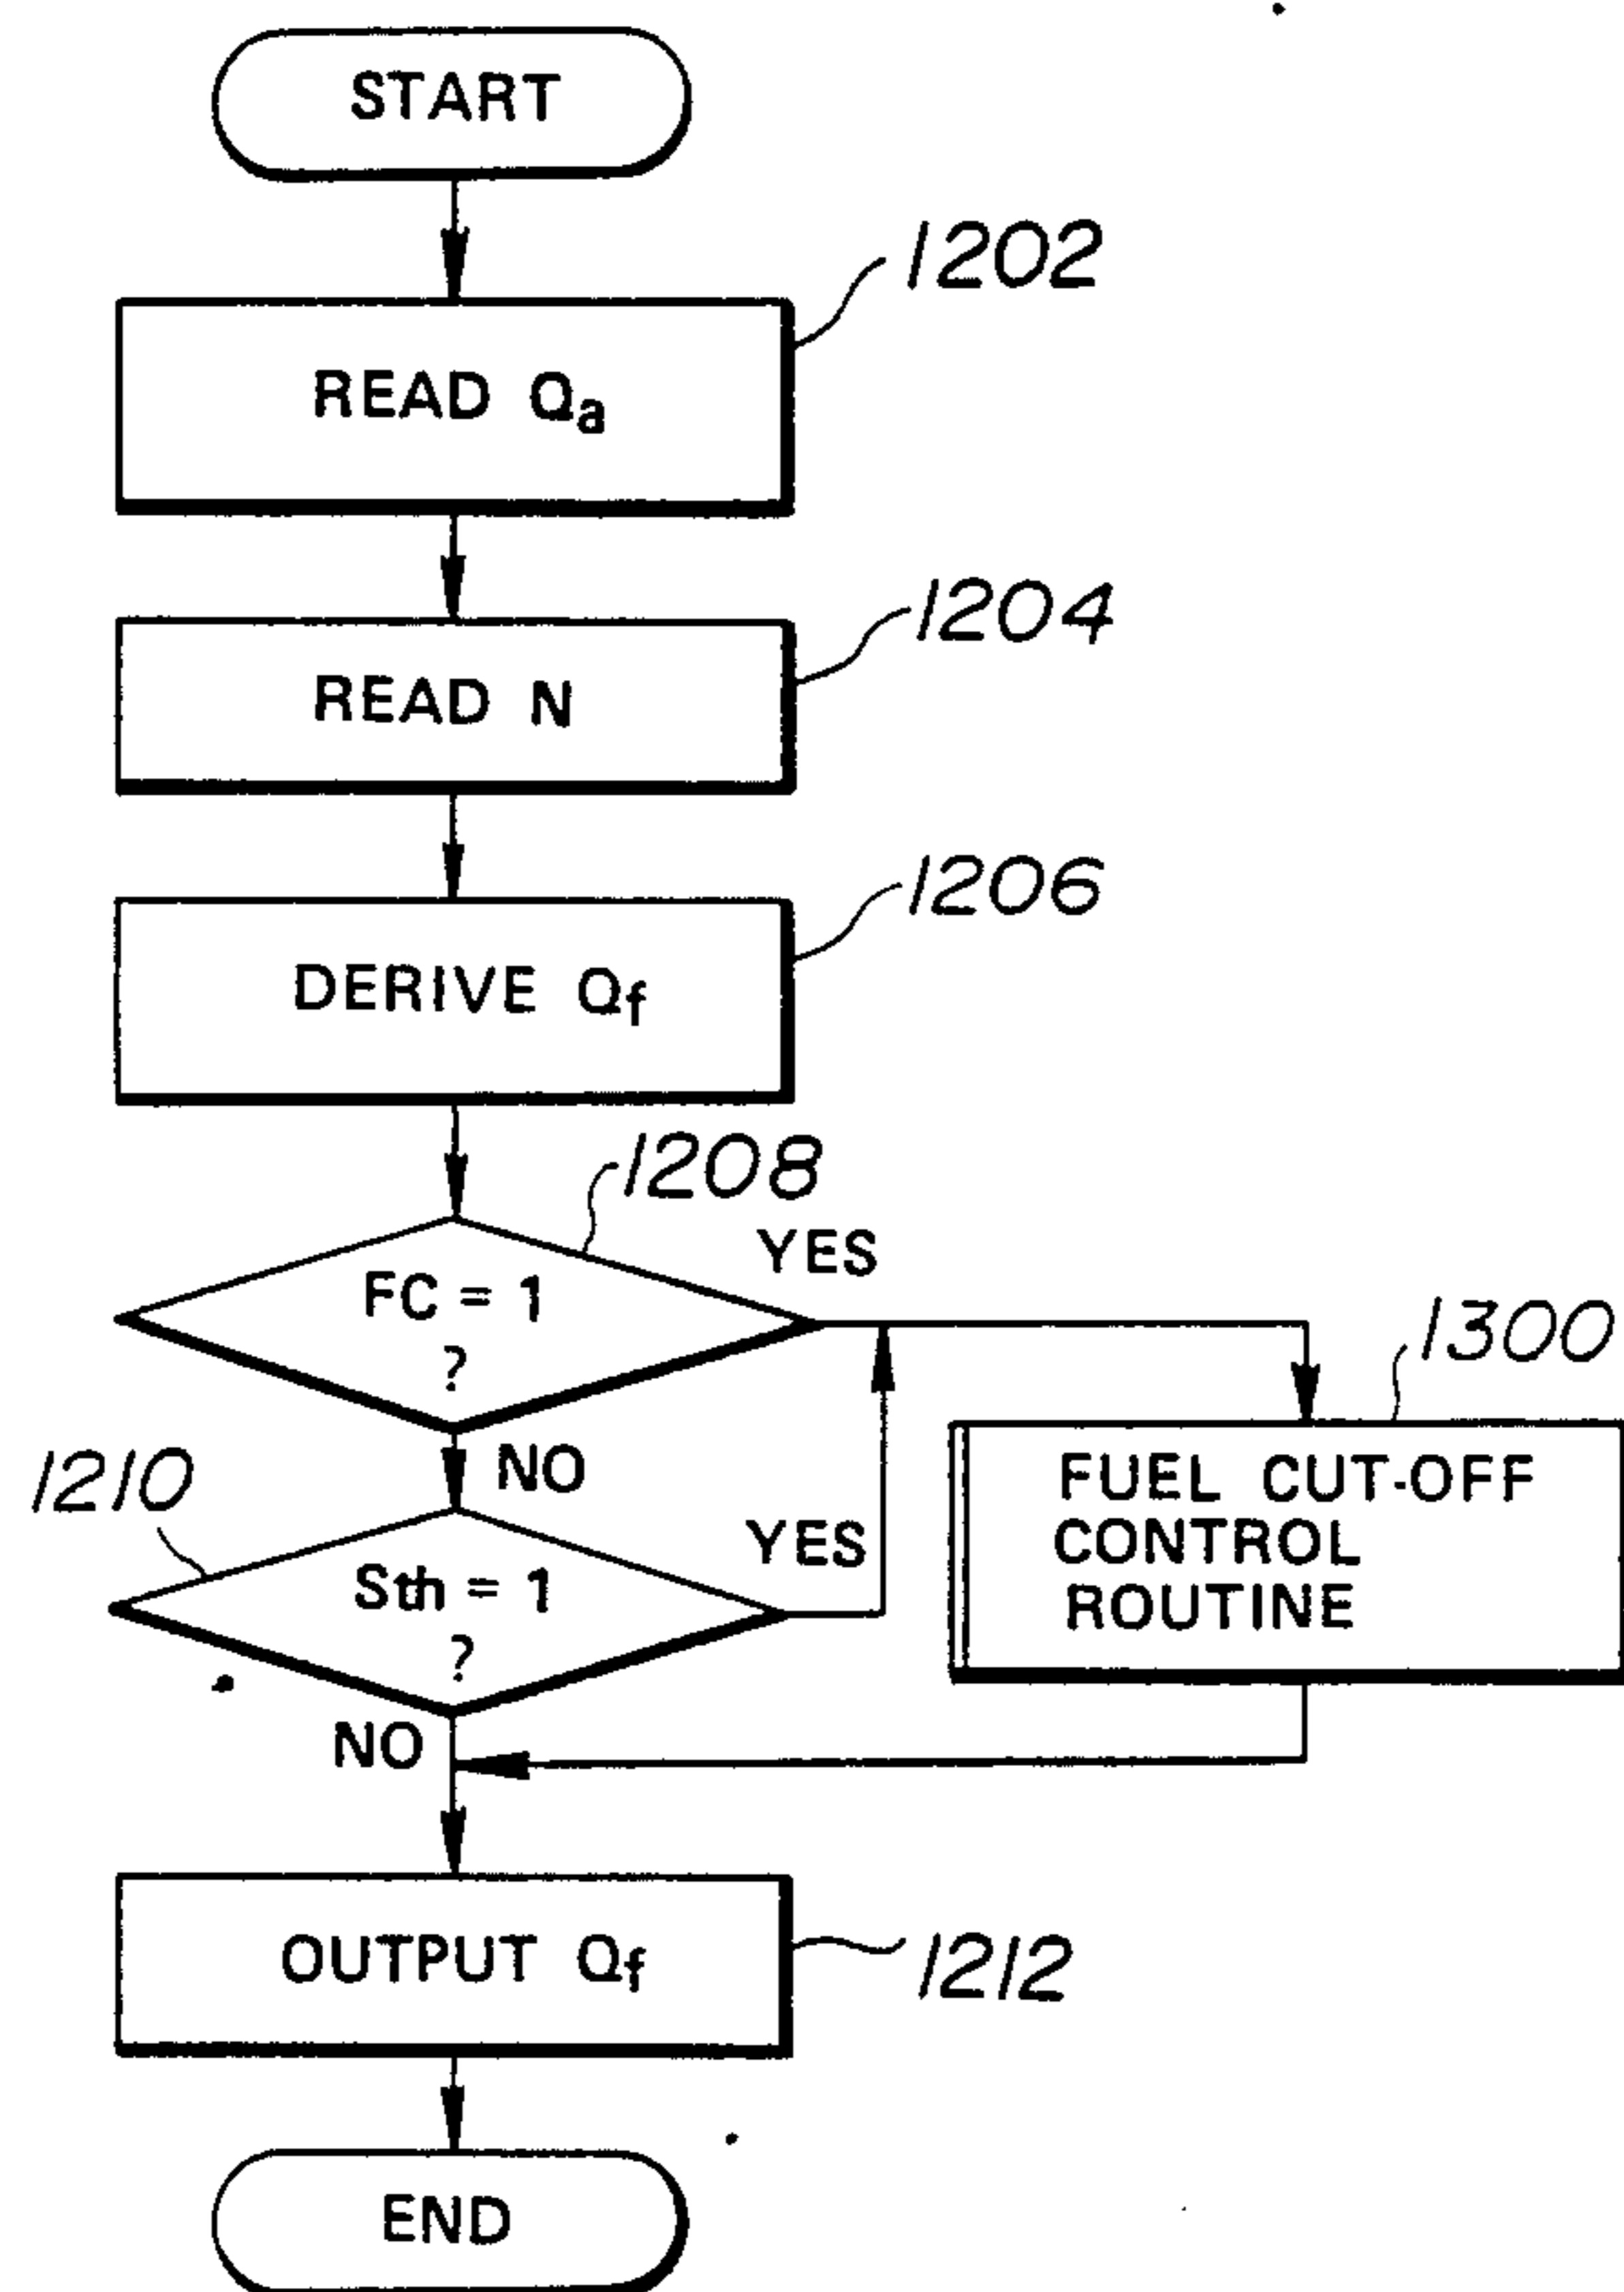 START
1202
READ Qa
1204
READ N
1206
DERIVE Qf
1208
YES
FC = 1
?
1300
NO
FUEL CUT-OFF
CONTROL
ROUTINE
1210
YES
Sth = 1
?
NO
OUTPUT Qf
1212
END